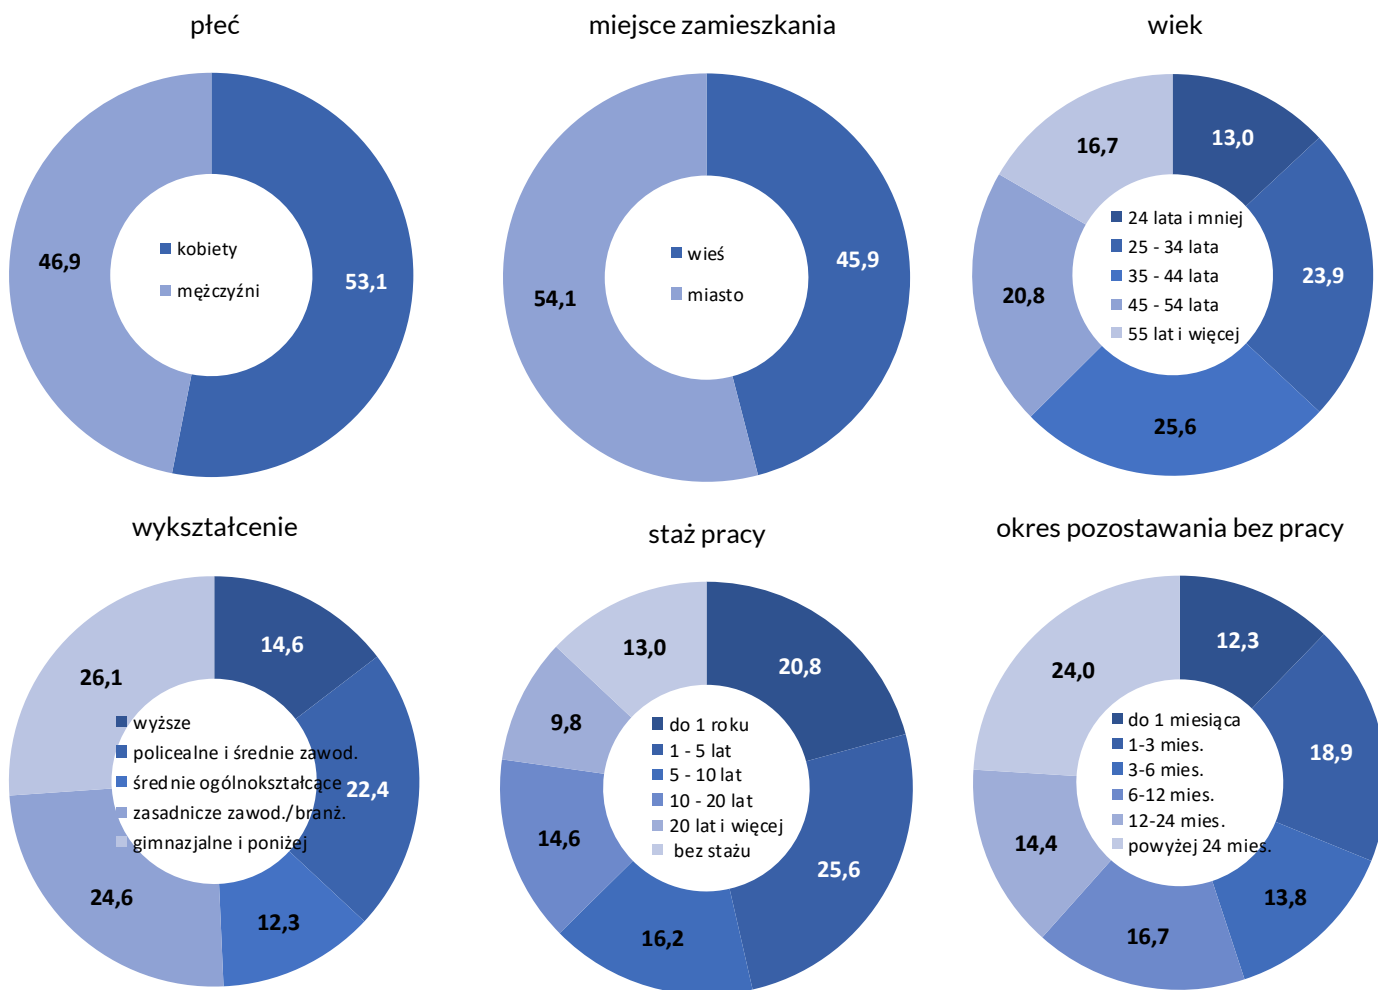 płeć
46,9
kobiety
mężczyźni
53,1
miejsce zamieszkania
54,1
wieś
miasto
45,9
wiek
16,7
13,0
20,8
24 lata i mniej
25 - 34 lata
35 - 44 lata
45 - 54 lata
55 lat i więcej
23,9
25,6
wykształcenie
14,6
26,1
wyższe
policealne i średnie zawod.
średnie ogólnokształcące
zasadnicze zawod./branż.
gimnazjalne i poniżej
22,4
24,6
12,3
staż pracy
13,0
20,8
9,8
do 1 roku
1 - 5 lat
5 - 10 lat
10 - 20 lat
20 lat i więcej
bez stażu
14,6
25,6
16,2
okres pozostawania bez pracy
12,3
24,0
do 1 miesiąca
1-3 mies.
3-6 mies.
6-12 mies.
12-24 mies.
powyżej 24 mies.
18,9
14,4
13,8
16,7